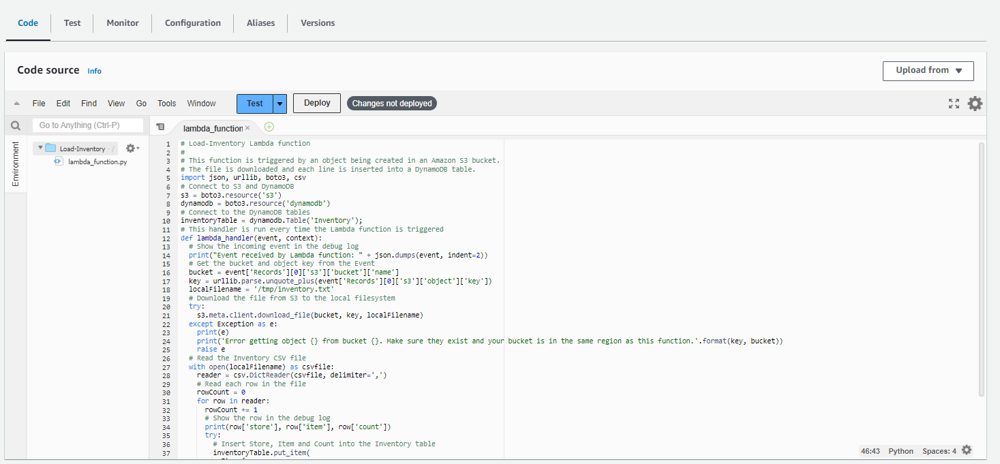 Code Test Monitor Configuration Aliases Versions
Code source Info Upload from
File Edit Find View Go Tools Window Test Deploy Changes not deployed
Go to Anything (Ctrl-P) lambda_function
Environment
Load-Inventory - /
lambda_function.py
1 # Load-Inventory Lambda function
2 #
3 # This function is triggered by an object being created in an Amazon S3 bucket.
4 # The file is downloaded and each line is inserted into a DynamoDB table.
5 import json, urllib, boto3, csv
6 # Connect to S3 and DynamoDB
7 s3 = boto3.resource('s3')
8 dynamodb = boto3.resource('dynamodb')
9 # Connect to the DynamoDB tables
10 inventoryTable = dynamodb.Table('Inventory');
11 # This handler is run every time the Lambda function is triggered
12 def lambda_handler(event, context):
13 # Show the incoming event in the debug log
14 print("Event received by Lambda function: " + json.dumps(event, indent=2))
15 # Get the bucket and object key from the Event
16 bucket = event['Records'][0]['s3']['bucket']['name']
17 key = urllib.parse.unquote_plus(event['Records'][0]['s3']['object']['key'])
18 localFilename = '/tmp/inventory.txt'
19 # Download the file from S3 to the local filesystem
20 try:
21 s3.meta.client.download_file(bucket, key, localFilename)
22 except Exception as e:
23 print(e)
24 print('Error getting object {} from bucket {}. Make sure they exist and your bucket is in the same region as this function.'.format(key, bucket))
25 raise e
26 # Read the Inventory CSV file
27 with open(localFilename) as csvfile:
28 reader = csv.DictReader(csvfile, delimiter=',')
29 # Read each row in the file
30 rowCount = 0
31 for row in reader:
32 rowCount += 1
33 # Show the row in the debug log
34 print(row['store'], row['item'], row['count'])
35 try:
36 # Insert Store, Item and Count into the Inventory table
37 inventoryTable.put_item(
46:43 Python Spaces: 4